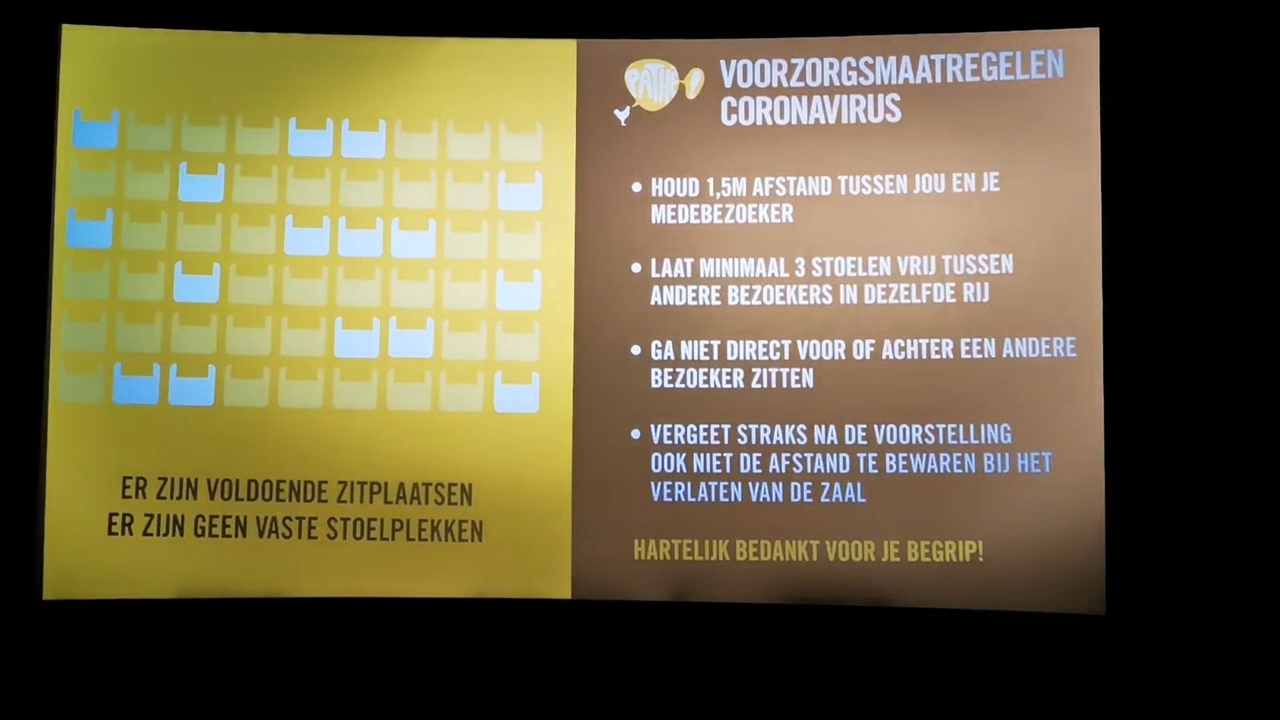 ER ZIJN VOLDOENDE ZITPLAATSEN
ER ZIJN GEEN VASTE STOELPLEKKEN
PATHÉ!
VOORZORGSMAATREGELEN
CORONAVIRUS
• HOUD 1,5M AFSTAND TUSSEN JOU EN JE
MEDEBEZOEKER
• LAAT MINIMAAL 3 STOELEN VRIJ TUSSEN
ANDERE BEZOEKERS IN DEZELFDE RIJ
• GA NIET DIRECT VOOR OF ACHTER EEN ANDERE
BEZOEKER ZITTEN
• VERGEET STRAKS NA DE VOORSTELLING
OOK NIET DE AFSTAND TE BEWAREN BIJ HET
VERLATEN VAN DE ZAAL
HARTELIJK BEDANKT VOOR JE BEGRIP!